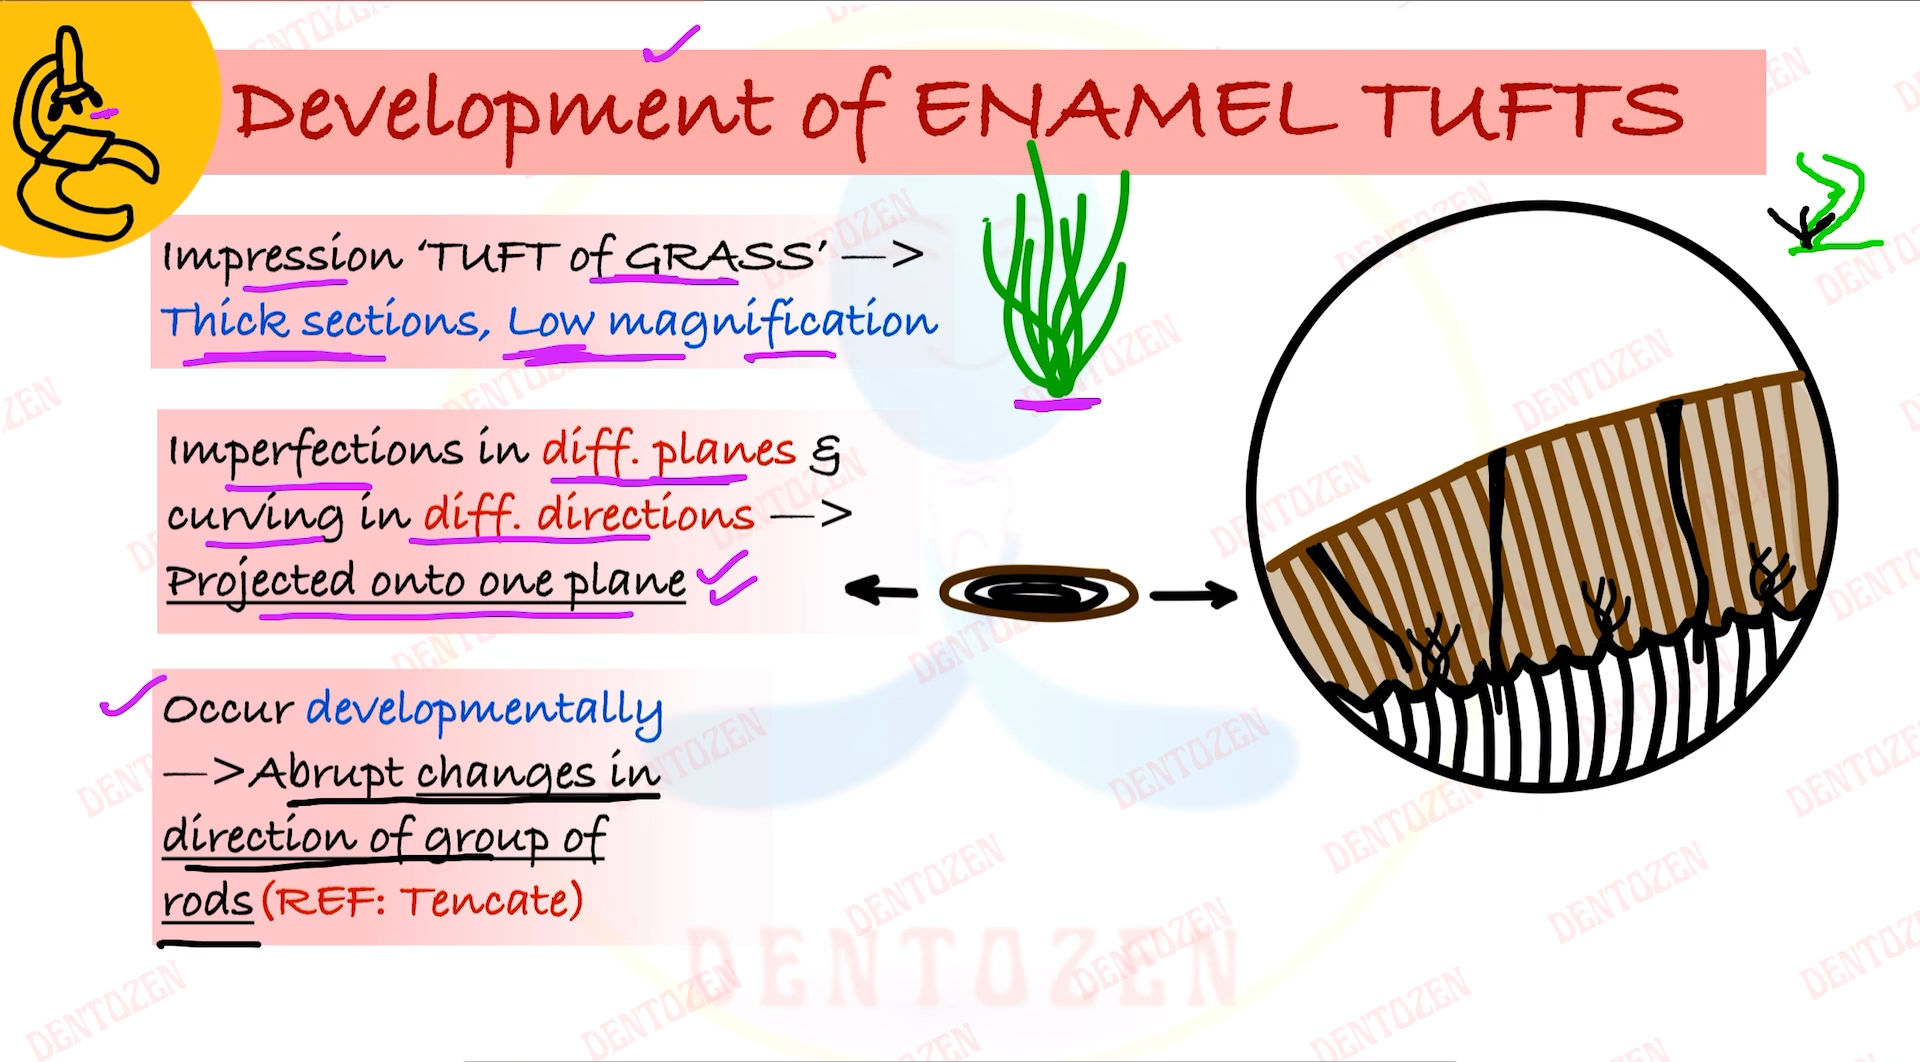 Development of ENAMEL TUFTS
Impression ‘TUFT of GRASS’ —>
Thick sections, Low magnification
Imperfections in diff. planes &
curving in diff. directions —>
Projected onto one plane
Occur developmentally
—>Abrupt changes in
direction of group of
rods (REF: Tencate)
DENTOZEN